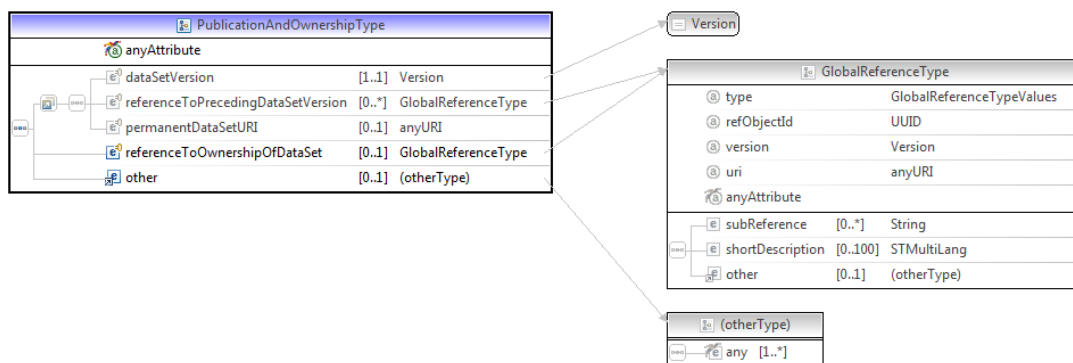 PublicationAndOwnershipType
anyAttribute
dataSetVersion [1..1] Version
referenceToPrecedingDataSetVersion [0..*] GlobalReferenceType
permanentDataSetURI [0..1] anyURI
referenceToOwnershipOfDataSet [0..1] GlobalReferenceType
other [0..1] (otherType)
Version
GlobalReferenceType
type GlobalReferenceTypeValues
refObjectId UUID
version Version
uri anyURI
anyAttribute
subReference [0..*] String
shortDescription [0..100] STMultiLang
other [0..1] (otherType)
(otherType)
any [1..*]